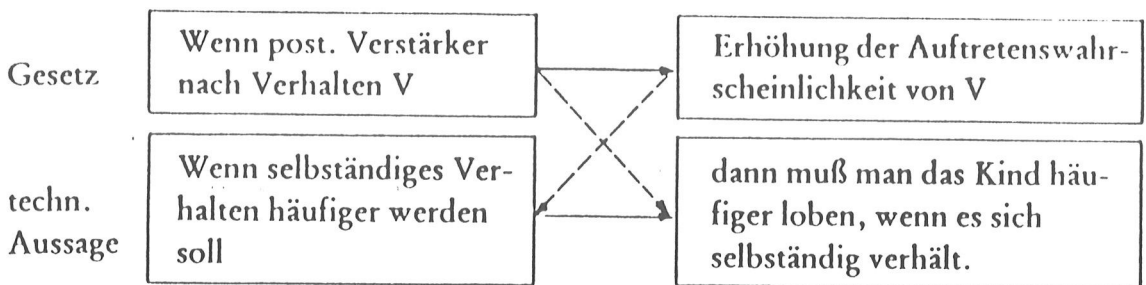 Gesetz
Wenn post. Verstärker
nach Verhalten V
Erhöhung der Auftretenswahr-
scheinlichkeit von V
techn.
Aussage
Wenn selbständiges Ver-
halten häufiger werden
soll
dann muß man das Kind häu-
figer loben, wenn es sich
selbständig verhält.